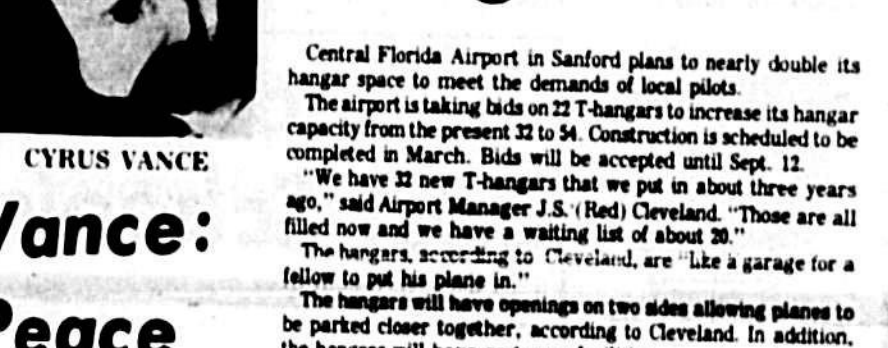 CYRUS VANCE
Vance:
Peace
Central Florida Airport in Sanford plans to nearly double its
hangar space to meet the demands of local pilots.
The airport is taking bids on 22 T-hangars to increase its hangar
capacity from the present 32 to 54. Construction is scheduled to be
completed in March. Bids will be accepted until Sept. 12.
"We have 32 new T-hangars that we put in about three years
ago," said Airport Manager J.S. (Red) Cleveland. "Those are all
filled now and we have a waiting list of about 20."
The hangars, according to Cleveland, are "like a garage for a
fellow to put his plane in."
The hangars will have openings on two sides allowing planes to
be parked closer together, according to Cleveland. In addition,
the hangars will